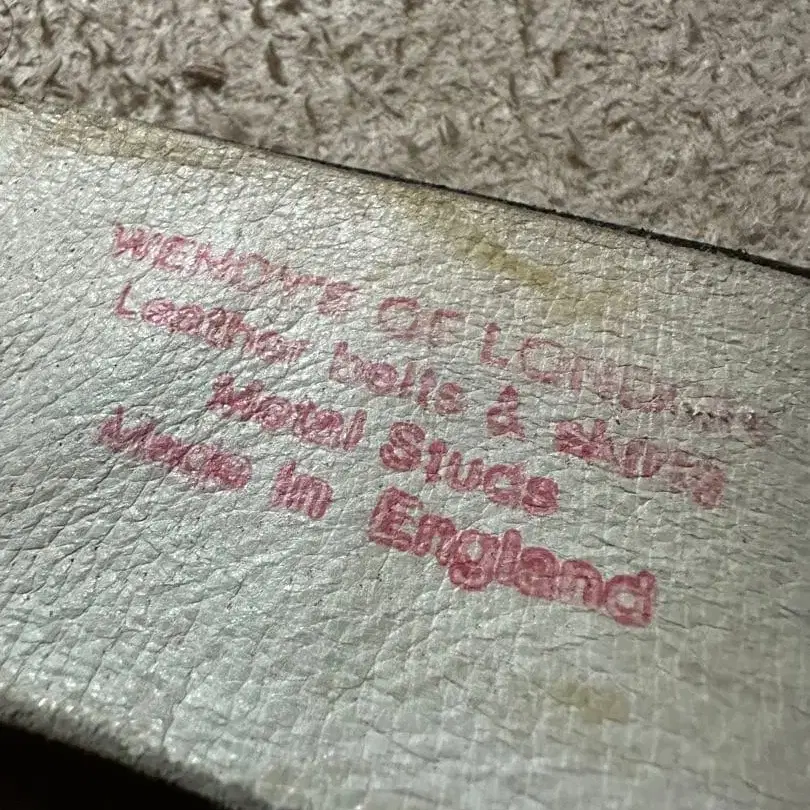 WENDY'S OF LONDON
Leather belts & skirts
Metal Studs
Made in England